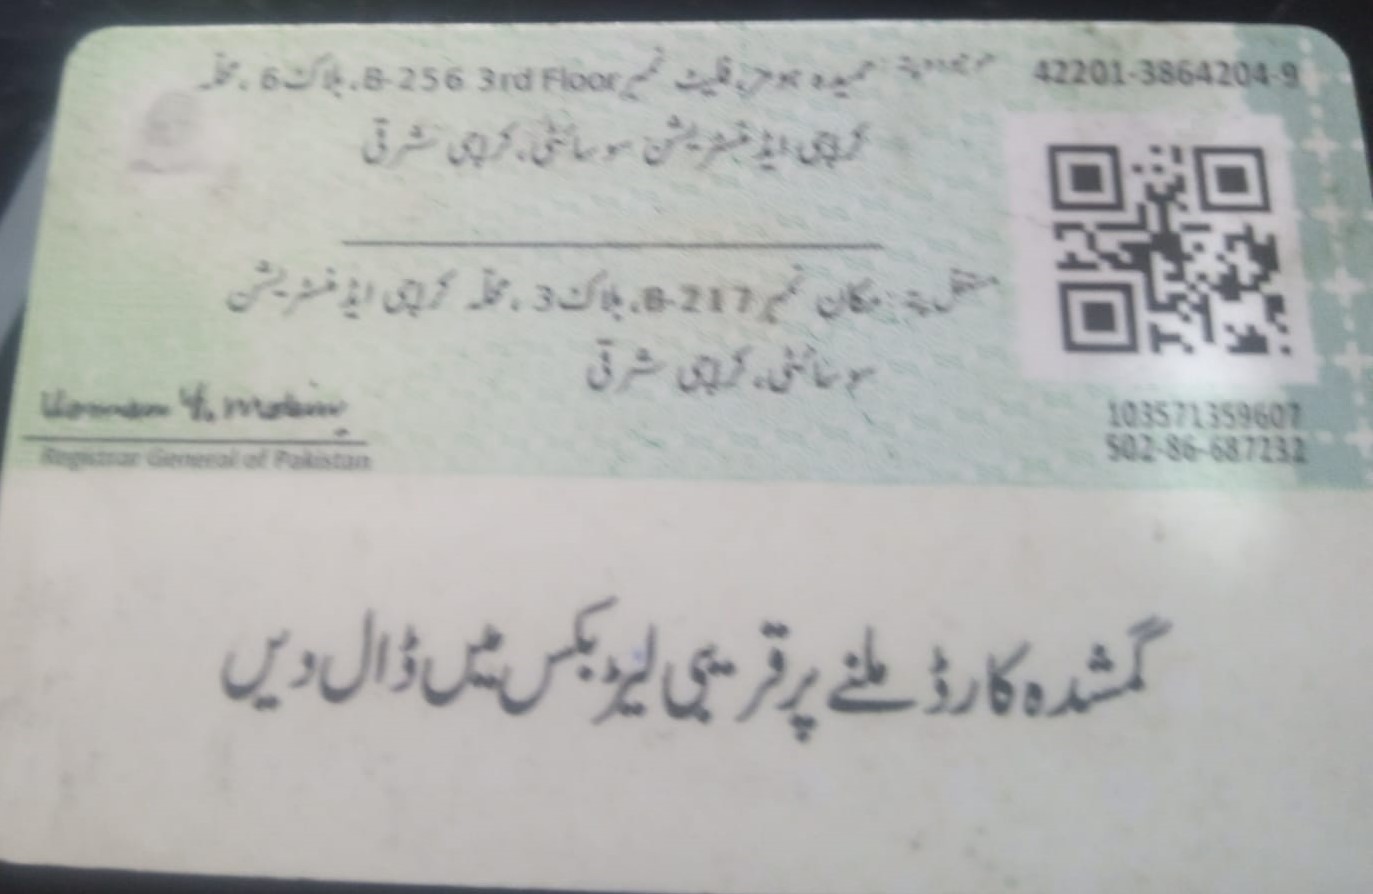 42201-3864204-9
موجودہ پتہ: حمیدہ ہومز، فلیٹ نمبر B-256 3rd Floor، بلاک 6، محلہ
کراچی ایڈمنسٹریشن سوسائٹی، کراچی شرقی
مستقل پتہ: مکان نمبر B-217، بلاک 3، محلہ کراچی ایڈمنسٹریشن
سوسائٹی، کراچی شرقی
Registrar General of Pakistan
103571359607
502-86-687232
گمشدہ کارڈ ملنے پر قریبی لیٹر بکس میں ڈال دیں